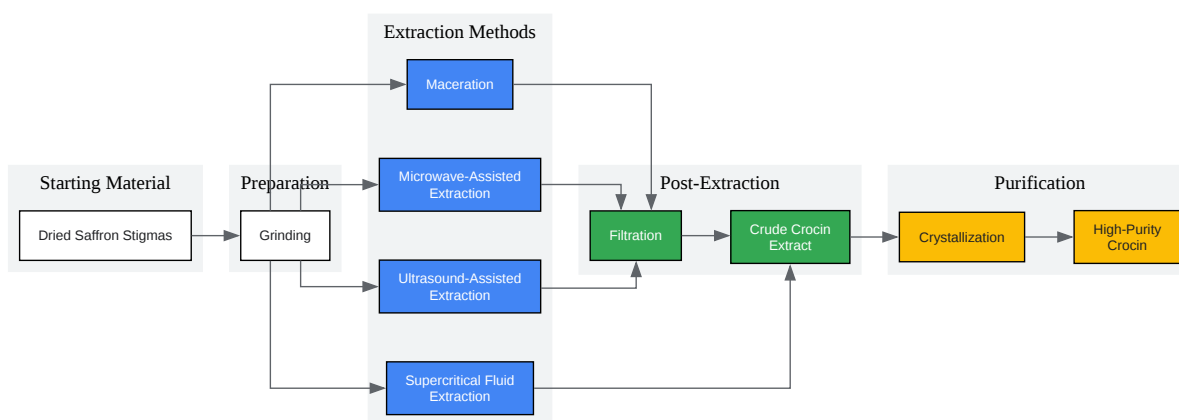 Extraction Methods
Maceration
Starting Material
Preparation
Microwave-Assisted
Extraction
Post-Extraction
Purification
Dried Saffron Stigmas
Grinding
Filtration
Crude Crocin
Extract
Crystallization
High-Purity
Crocin
Ultrasound-Assisted
Extraction
Supercritical Fluid
Extraction